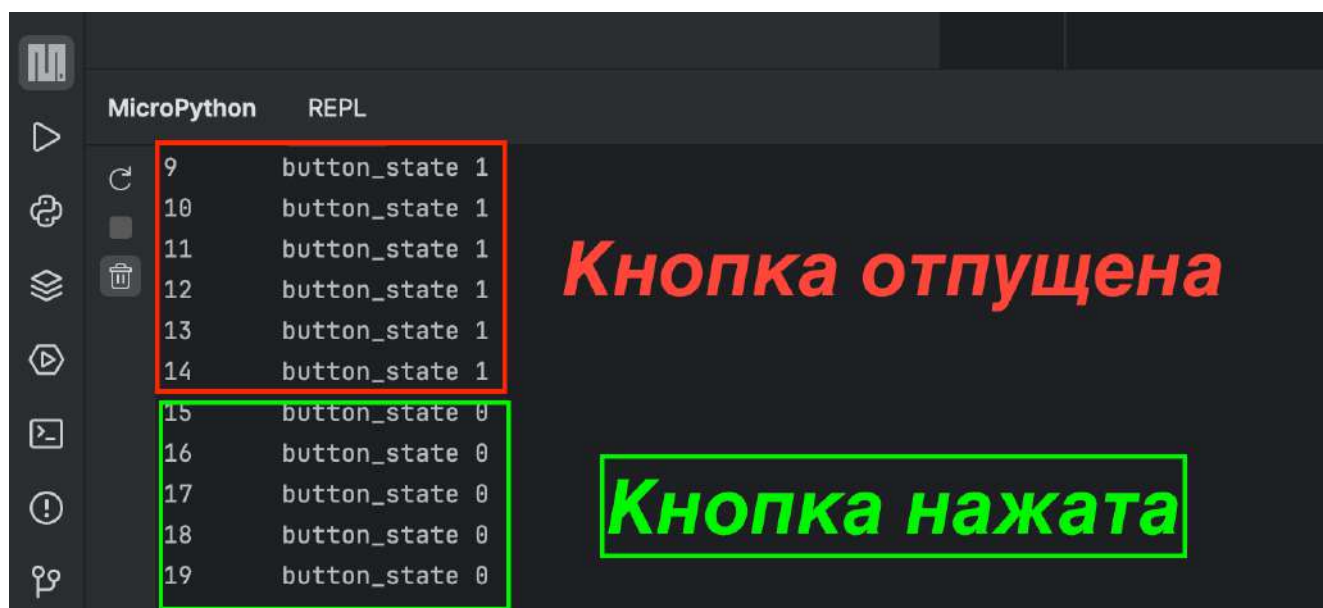 MicroPython REPL
9 button_state 1
10 button_state 1
11 button_state 1
12 button_state 1
13 button_state 1
14 button_state 1
Кнопка отпущена
15 button_state 0
16 button_state 0
17 button_state 0
18 button_state 0
19 button_state 0
Кнопка нажата